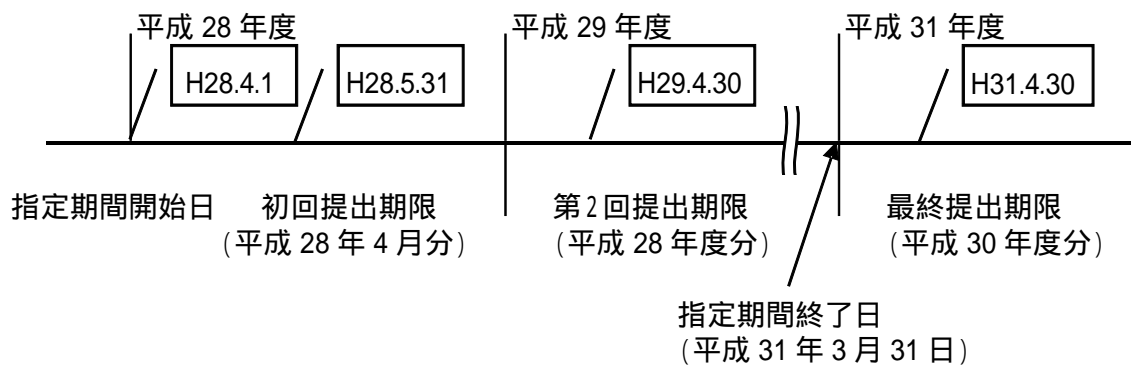 平成 28 年度
平成 29 年度
平成 31 年度
H28.4.1
H28.5.31
H29.4.30
H31.4.30
指定期間開始日
初回提出期限
(平成 28 年 4 月分)
第2回提出期限
(平成 28 年度分)
最終提出期限
(平成 30 年度分)
指定期間終了日
(平成 31 年 3 月 31 日)